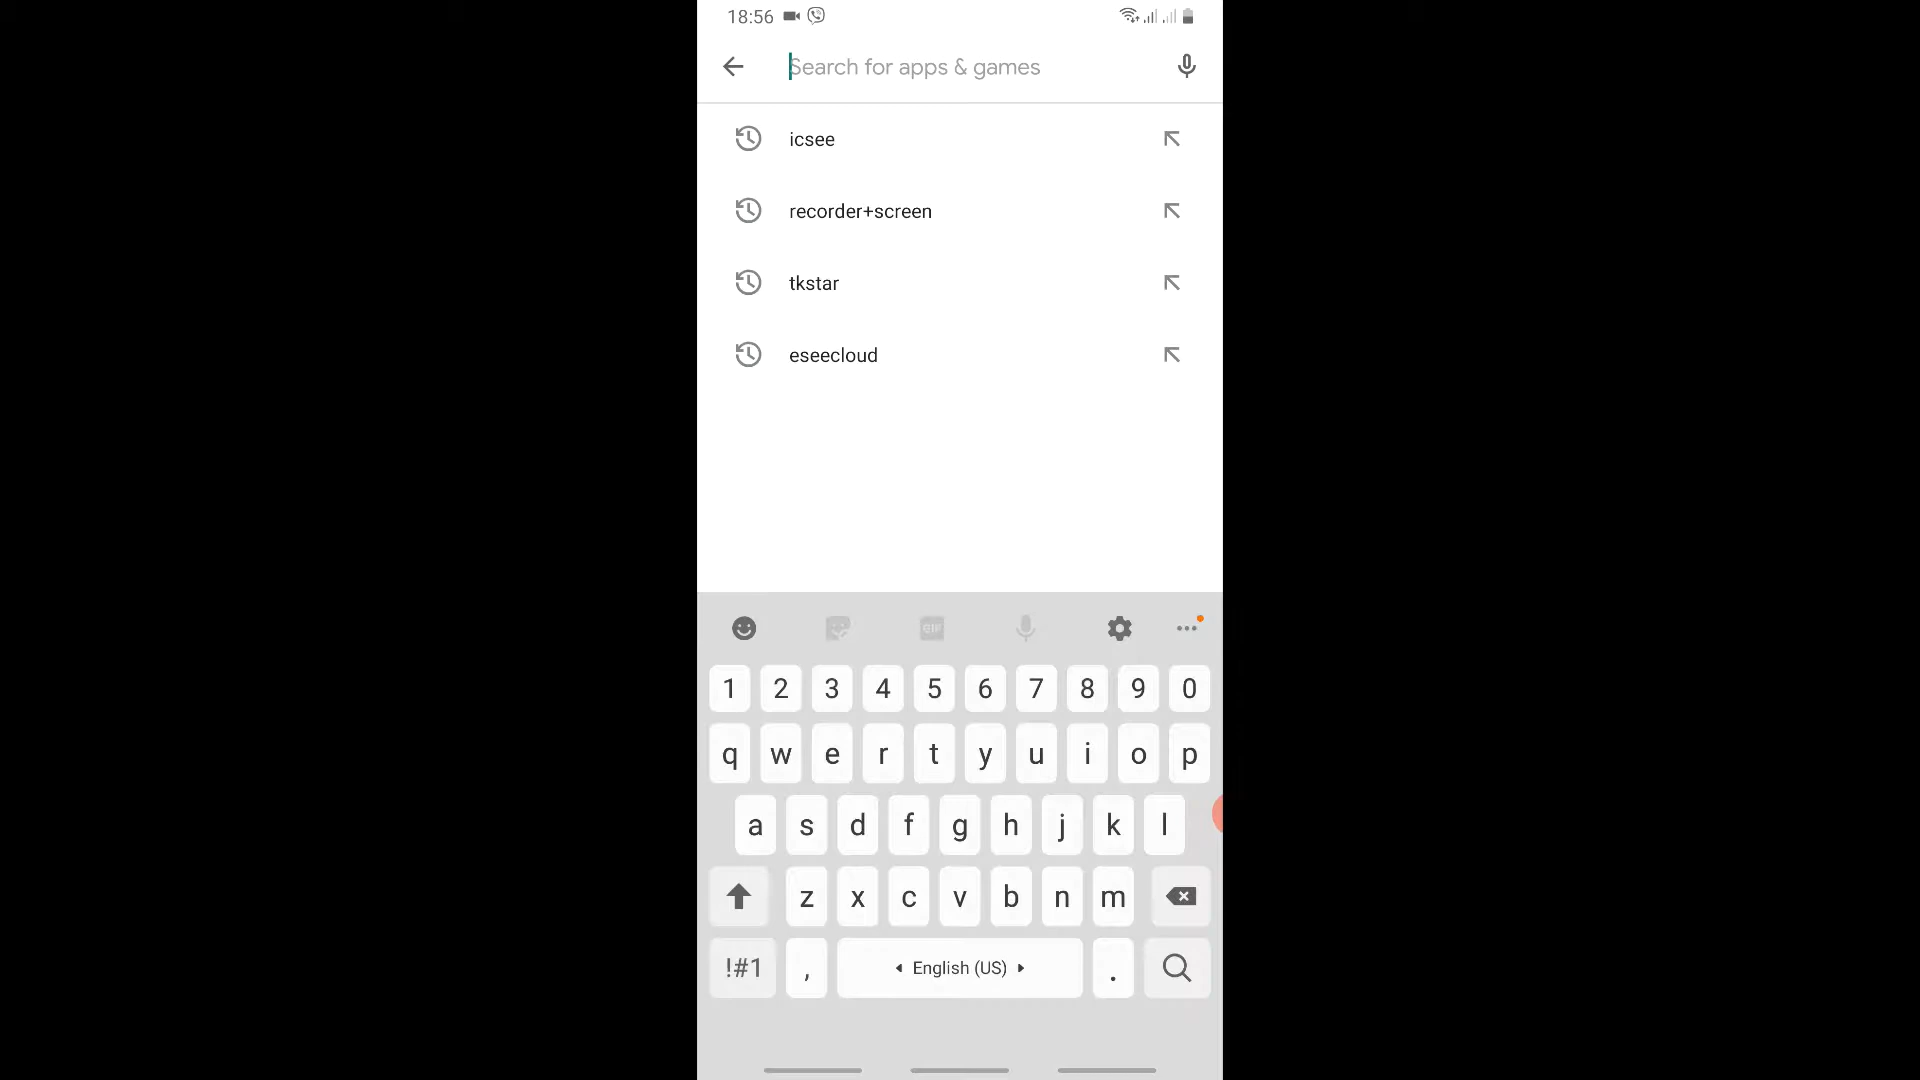 18:56
Search for apps & games
icsee
recorder+screen
tkstar
eseecloud
GIF
1 2 3 4 5 6 7 8 9 0
q w e r t y u i o p
a s d f g h j k l
z x c v b n m
!#1 , English (US) .